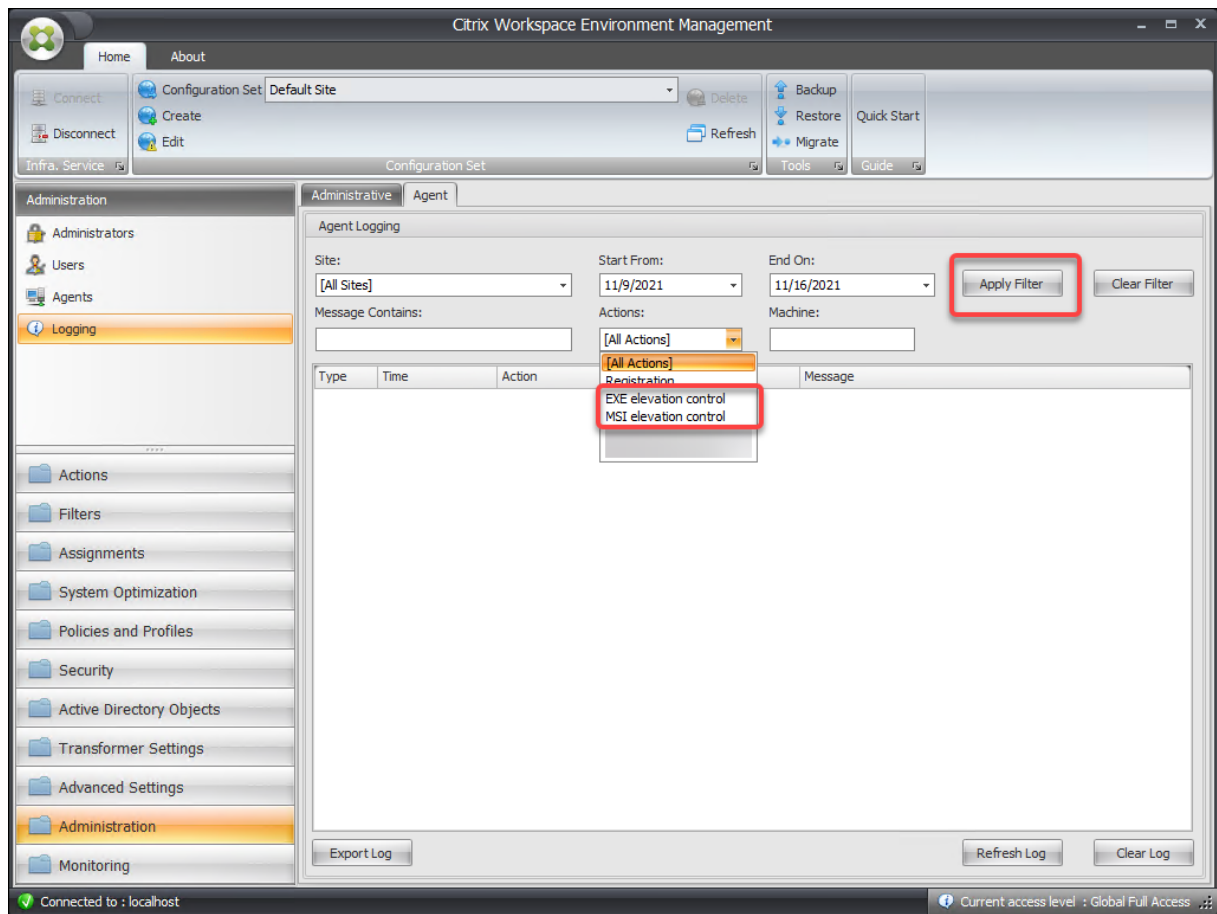 Citrix Workspace Environment Management
Home About
Connect
Disconnect
Infra. Service
Configuration Set Default Site
Create
Edit
Delete
Refresh
Configuration Set
Backup
Restore
Migrate
Tools
Quick Start
Guide
Administration
Administrators
Users
Agents
Logging
Actions
Filters
Assignments
System Optimization
Policies and Profiles
Security
Active Directory Objects
Transformer Settings
Advanced Settings
Administration
Monitoring
Administrative Agent
Agent Logging
Site: Start From: End On:
[All Sites] 11/9/2021 11/16/2021 Apply Filter Clear Filter
Message Contains: Actions: Machine:
[All Actions]
[All Actions]
Registration
EXE elevation control
MSI elevation control
Type Time Action Message
Export Log Refresh Log Clear Log
Connected to : localhost Current access level : Global Full Access